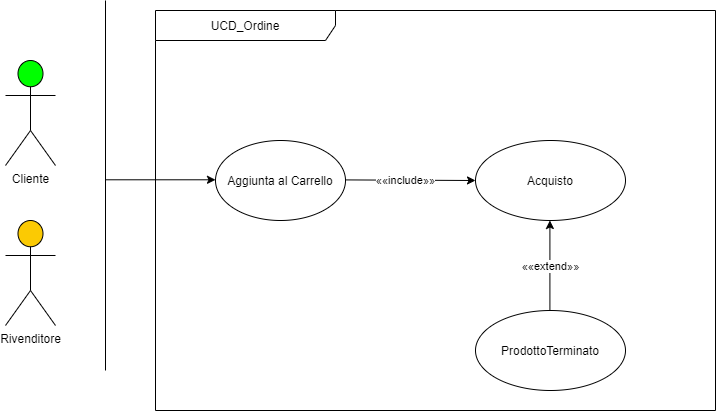 UCD_Ordine
Cliente
Aggiunta al Carrello
««include»»
Acquisto
««extend»»
Rivenditore
ProdottoTerminato